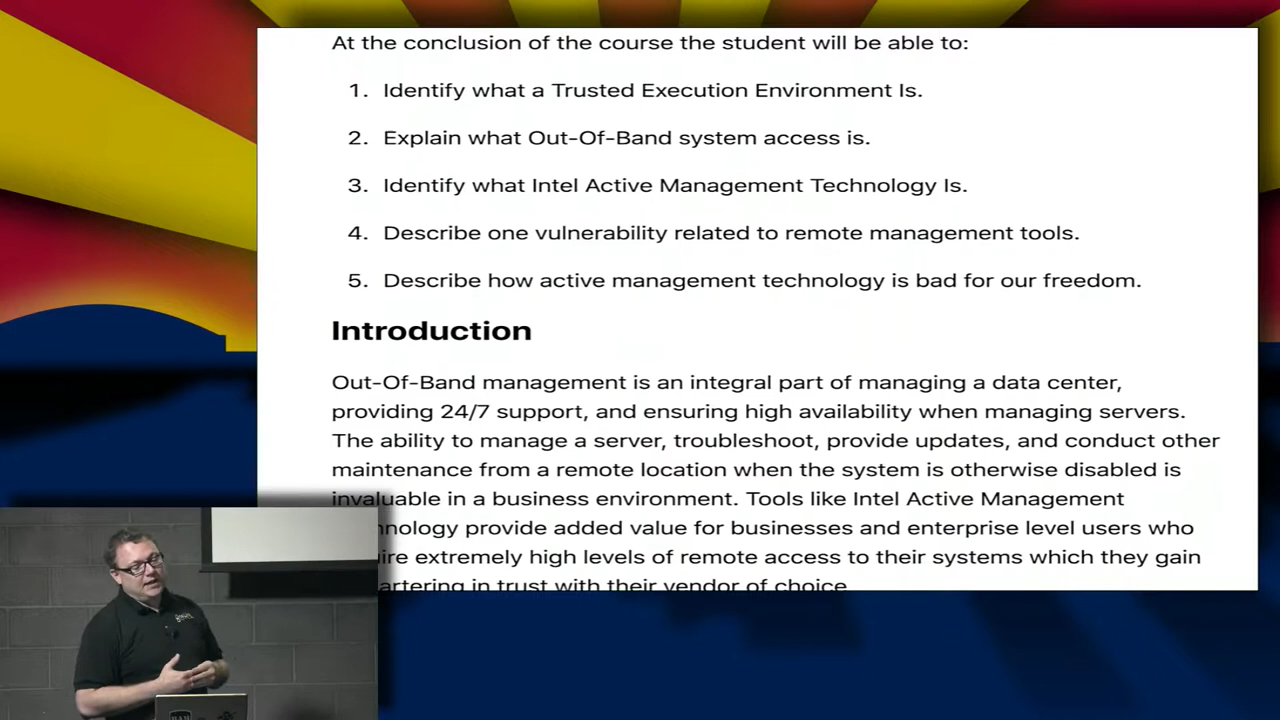 At the conclusion of the course the student will be able to:
1. Identify what a Trusted Execution Environment Is.
2. Explain what Out-Of-Band system access is.
3. Identify what Intel Active Management Technology Is.
4. Describe one vulnerability related to remote management tools.
5. Describe how active management technology is bad for our freedom.
Introduction
Out-Of-Band management is an integral part of managing a data center,
providing 24/7 support, and ensuring high availability when managing servers.
The ability to manage a server, troubleshoot, provide updates, and conduct other
maintenance from a remote location when the system is otherwise disabled is
invaluable in a business environment. Tools like Intel Active Management
provide added value for businesses and enterprise level users who
extremely high levels of remote access to their systems which they gain
in trust with their vendor of choice.